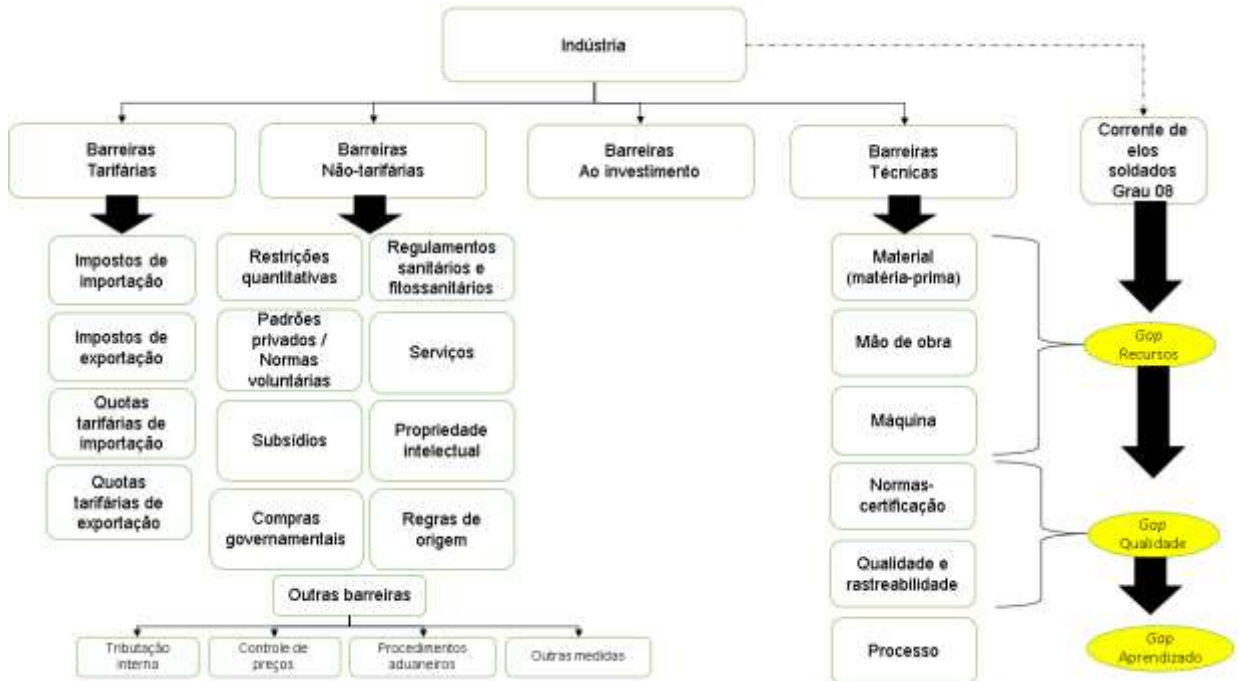 Indústria
Barreiras
Tarifárias
Barreiras
Não-tarifárias
Barreiras
Ao investimento
Barreiras
Técnicas
Corrente de
elos
soldados
Grau 08
Impostos de
importação
Impostos de
exportação
Quotas
tarifárias de
importação
Quotas
tarifárias de
exportação
Restrições
quantitativas
Padrões
privados /
Normas
voluntárias
Subsídios
Compras
governamentais
Regulamentos
sanitários e
fitossanitários
Serviços
Propriedade
intelectual
Regras de
origem
Outras barreiras
Tributação
interna
Controle de
preços
Procedimentos
aduaneiros
Outras medidas
Material
(matéria-prima)
Mão de obra
Máquina
Normas-
certificação
Qualidade e
rastreabilidade
Processo
Gap
Recursos
Gap
Qualidade
Gap
Aprendizado